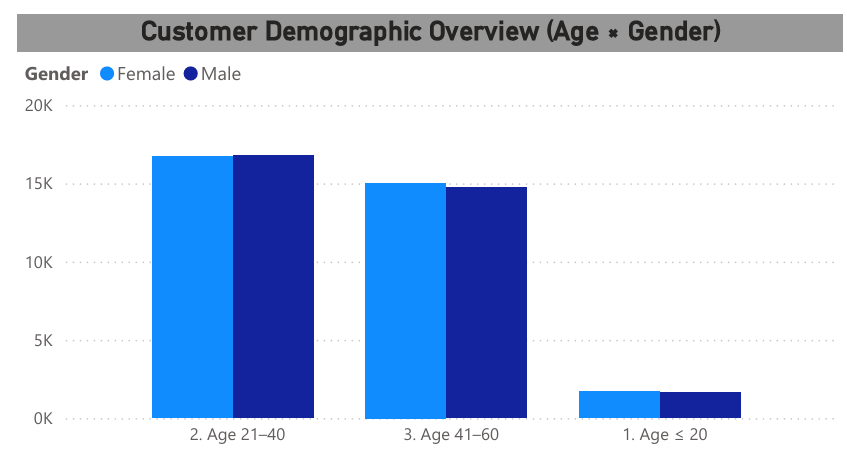 Customer Demographic Overview (Age × Gender)
Gender Female Male
20K
15K
10K
5K
0K
2. Age 21–40 3. Age 41–60 1. Age ≤ 20